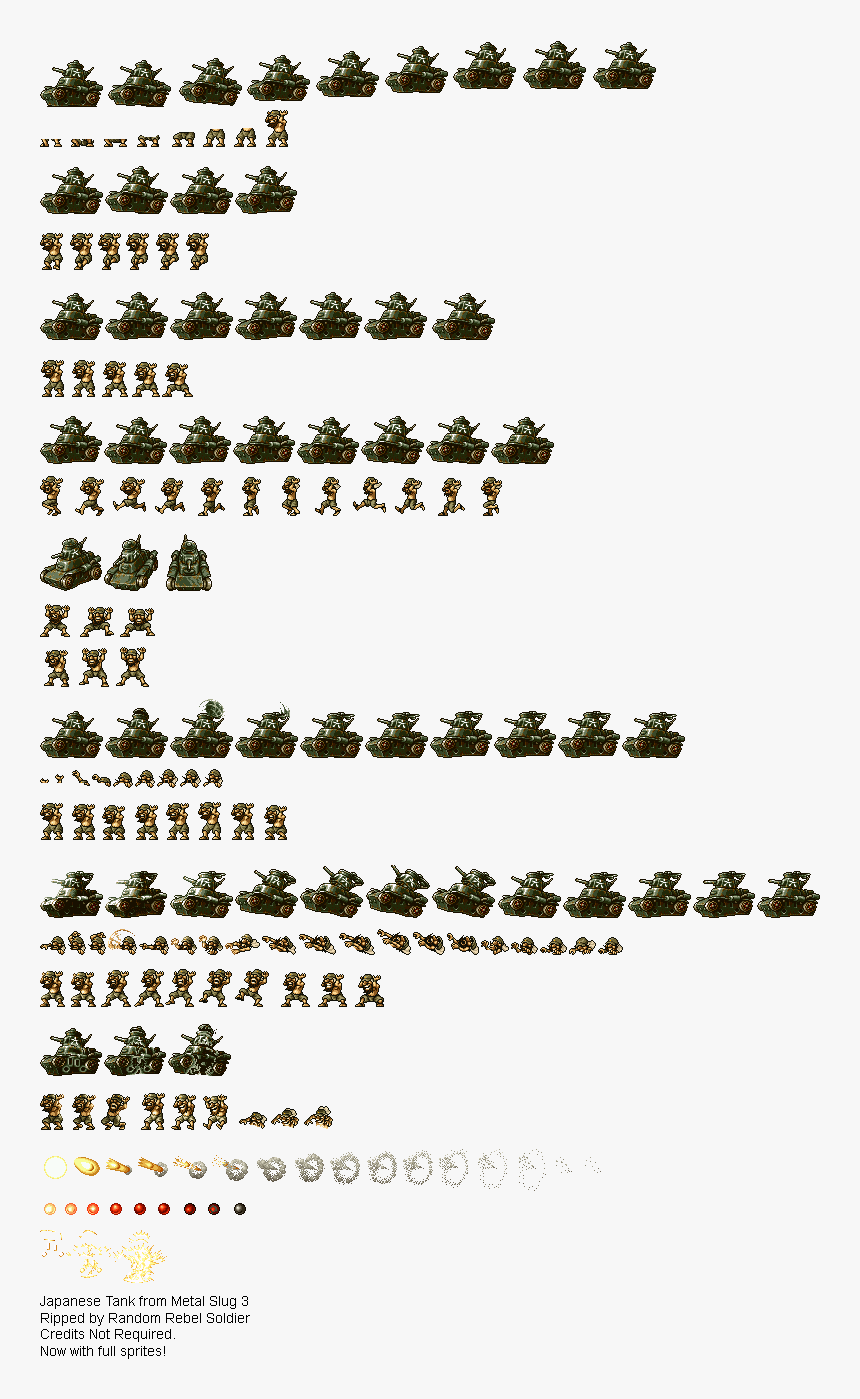 Japanese Tank from Metal Slug 3
Ripped by Random Rebel Soldier
Credits Not Required.
Now with full sprites!